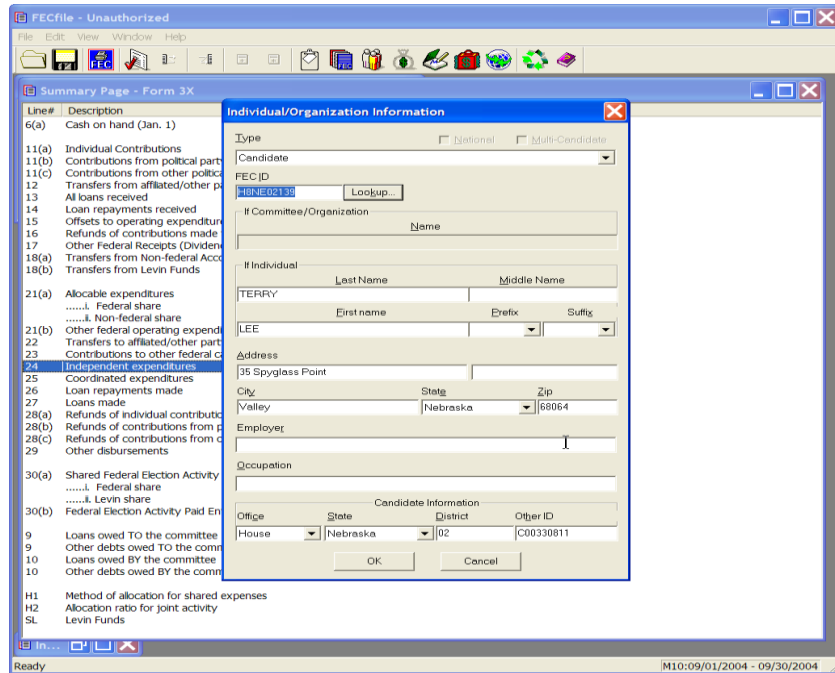 FECfile - Unauthorized
File Edit View Window Help
FEC
Summary Page - Form 3X
Line# Description
6(a) Cash on hand (Jan. 1)
11(a) Individual Contributions
11(b) Contributions from political part
11(c) Contributions from other politica
12 Transfers from affiliated/other pa
13 All loans received
14 Loan repayments received
15 Offsets to operating expenditur
16 Refunds of contributions made
17 Other Federal Receipts (Dividen
18(a) Transfers from Non-federal Acco
18(b) Transfers from Levin Funds
21(a) Allocable expenditures
......i. Federal share
......ii. Non-federal share
21(b) Other federal operating expendi
22 Transfers to affiliated/other part
23 Contributions to other federal ca
24 Independent expenditures
25 Coordinated expenditures
26 Loan repayments made
27 Loans made
28(a) Refunds of individual contributic
28(b) Refunds of contributions from p
28(c) Refunds of contributions from o
29 Other disbursements
30(a) Shared Federal Election Activity
......i. Federal share
......ii. Levin share
30(b) Federal Election Activity Paid En
9 Loans owed TO the committee
9 Other debts owed TO the comm
10 Loans owed BY the committee
10 Other debts owed BY the comm
H1 Method of allocation for shared expenses
H2 Allocation ratio for joint activity
SL Levin Funds
Individual/Organization Information
Type National Multi-Candidate
Candidate
FEC ID
H8NE02139 Lookup...
If Committee/Organization
Name
If Individual
Last Name Middle Name
TERRY
First name Prefix Suffix
LEE
Address
35 Spyglass Point
City State Zip
Valley Nebraska 68064
Employer
Occupation
Candidate Information
Office State District Other ID
House Nebraska 02 C00330811
OK Cancel
In...
Ready M10:09/01/2004 - 09/30/2004